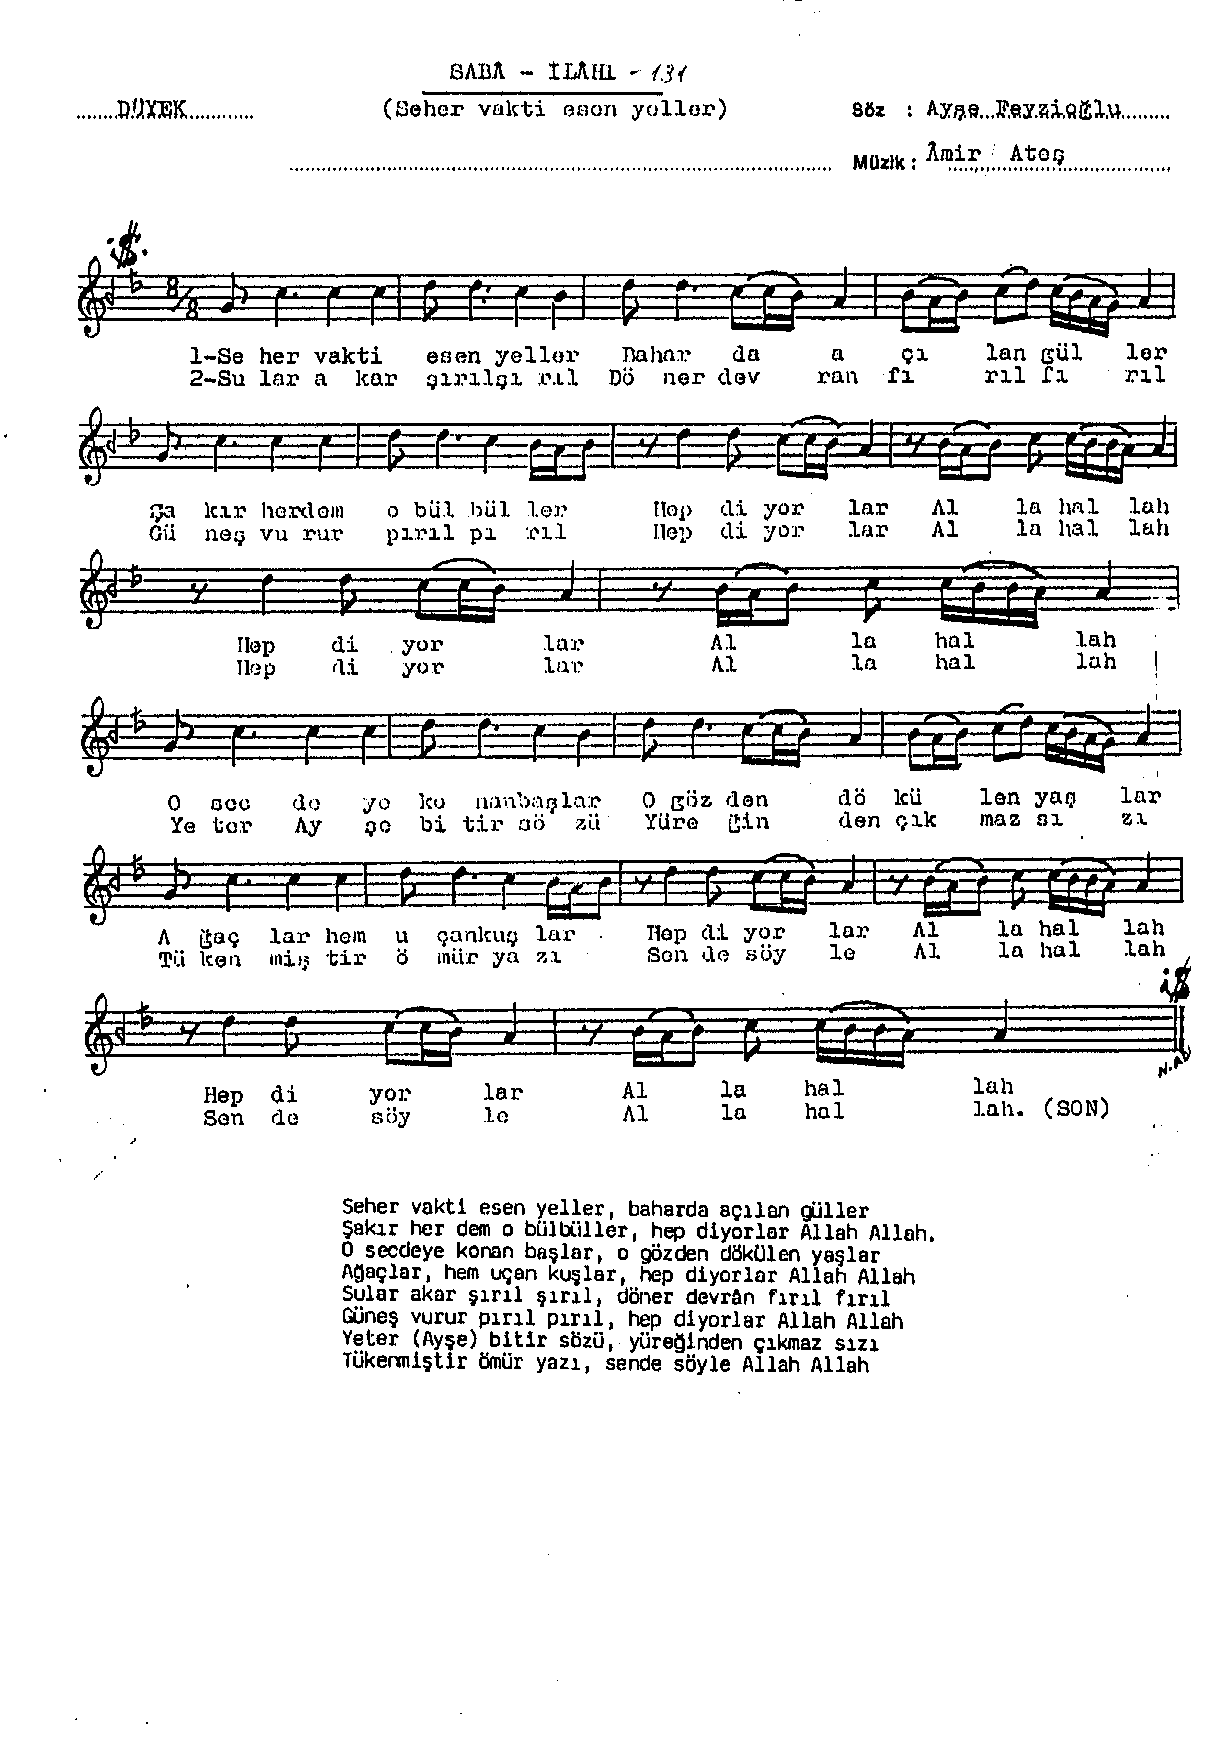 SABÂ - İLÂHİ - 131
DÜYEK
(Seher vakti esen yeller)
Söz : Ayşe Feyzioğlu
Müzik : Âmir Ateş
8/8
1-Se her vakti esen yeller Bahar da a çı lan gül ler
2-Su lar a kar şırılşı rıl Dö ner dev ran fı rıl fı rıl
Şa kır herdem o bül bül ler Hep di yor lar Al la hal lah
Gü neş vu rur pırıl pı rıl Hep di yor lar Al la hal lah
Hep di yor lar Al la hal lah
Hep di yor lar Al la hal lah
O sec de ye ko nanbaşlar O göz den dö kü len yaş lar
Ye ter Ay şe bi tir sö zü Yüre ğin den çık maz sı zı
A ğaç lar hem u çankuş lar Hep di yor lar Al la hal lah
Tü ken miş tir ö mür ya zı Sen de söy le Al la hal lah
Hep di yor lar Al la hal lah
Sen de söy le Al la hal lah. (SON)
Seher vakti esen yeller, baharda açılan güller
Şakır her dem o bülbüller, hep diyorlar Allah Allah.
O secdeye konan başlar, o gözden dökülen yaşlar
Ağaçlar, hem uçan kuşlar, hep diyorlar Allah Allah
Sular akar şırıl şırıl, döner devrân fırıl fırıl
Güneş vurur pırıl pırıl, hep diyorlar Allah Allah
Yeter (Ayşe) bitir sözü, yüreğinden çıkmaz sızı
Tükenmiştir ömür yazı, sende söyle Allah Allah